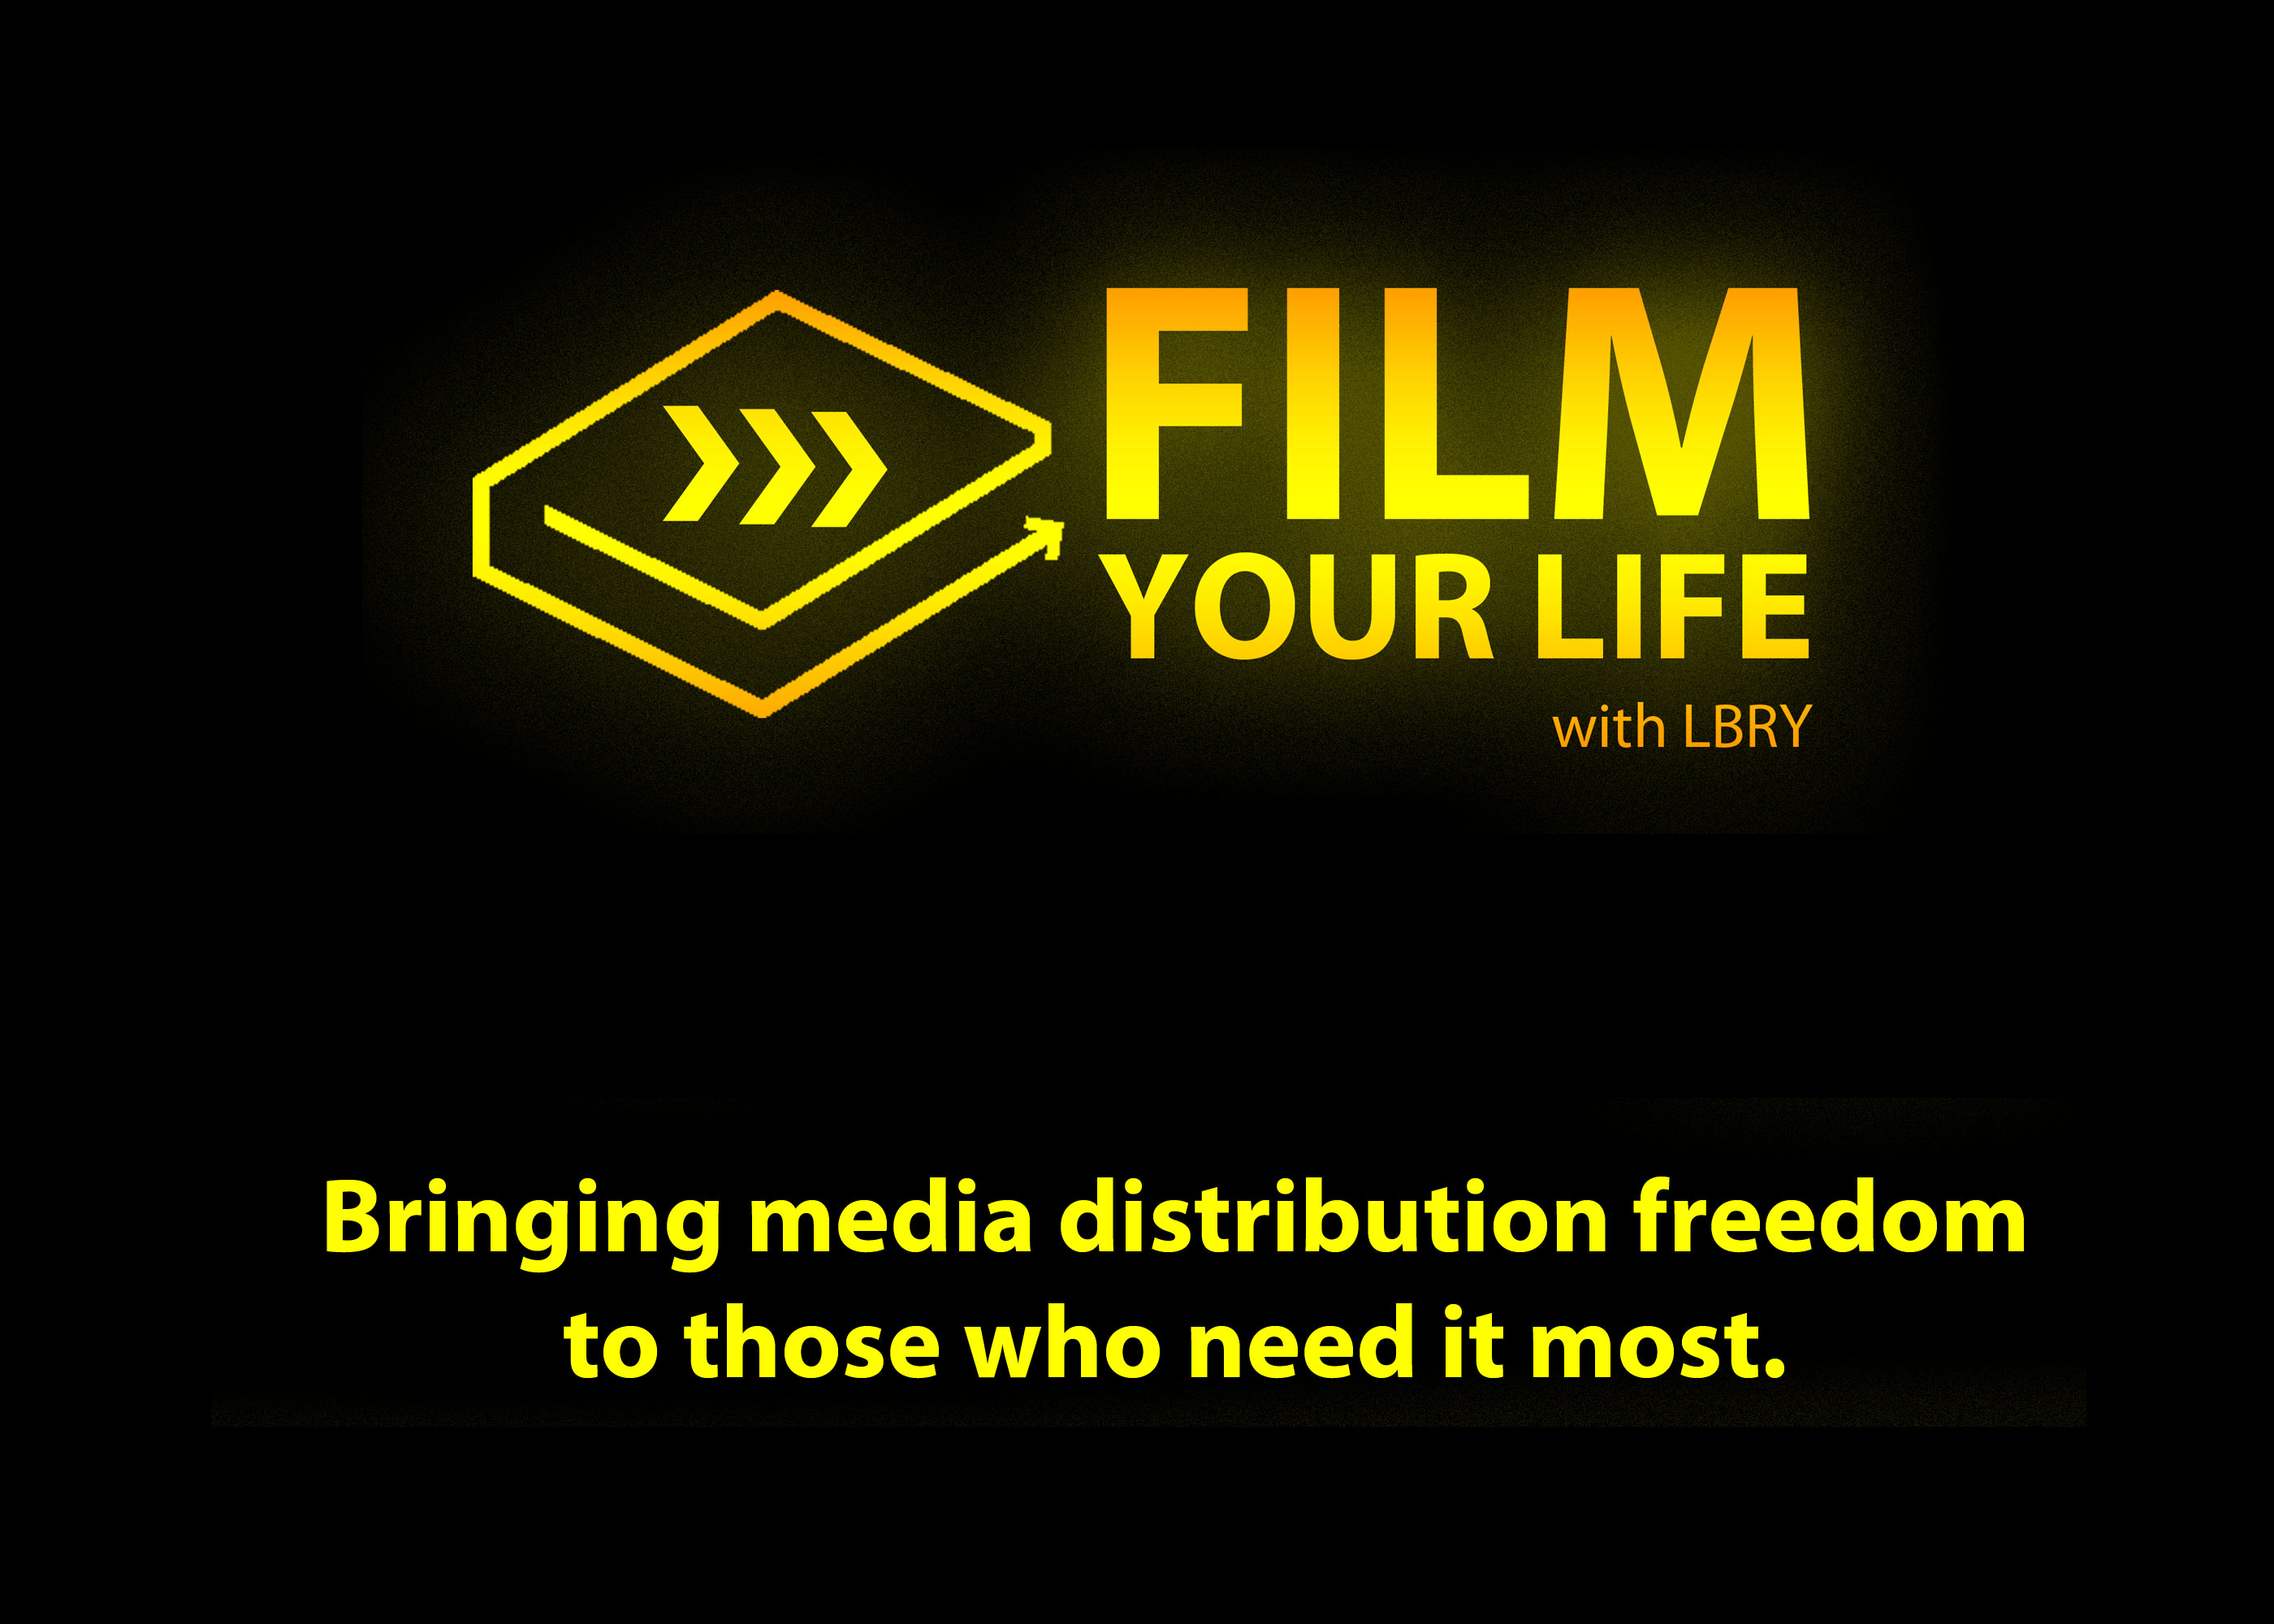 FILM
YOUR LIFE
with LBRY
Bringing media distribution freedom
to those who need it most.